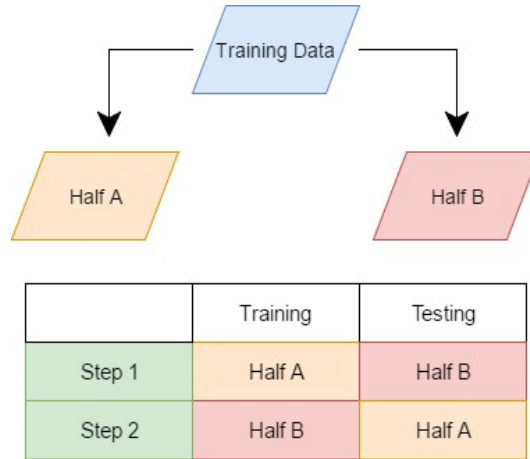 Training Data
Half A
Half B
Training Testing
Step 1 Half A Half B
Step 2 Half B Half A